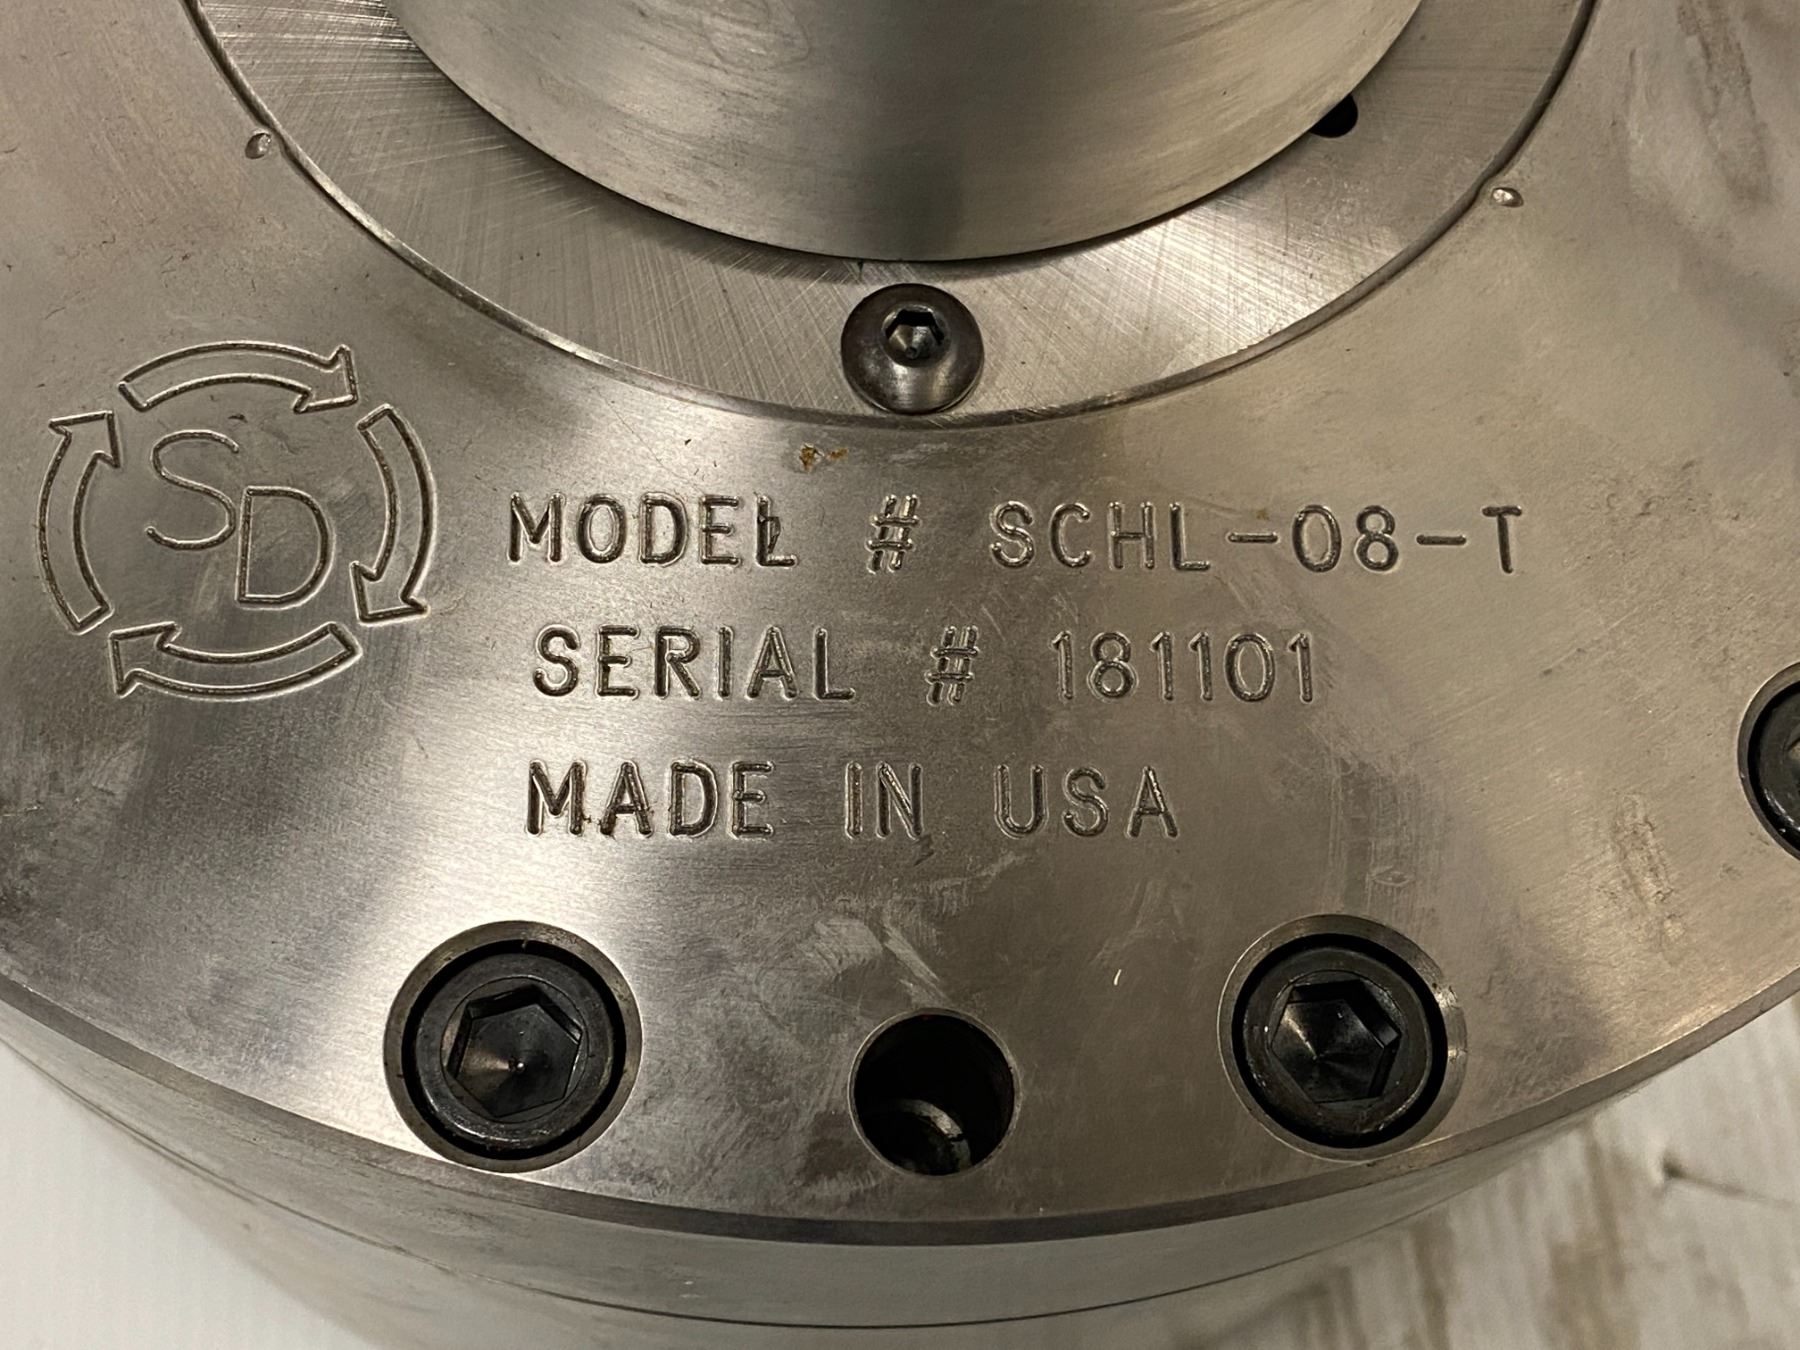 SD
MODEL # SCHL-08-T
SERIAL # 181101
MADE IN USA